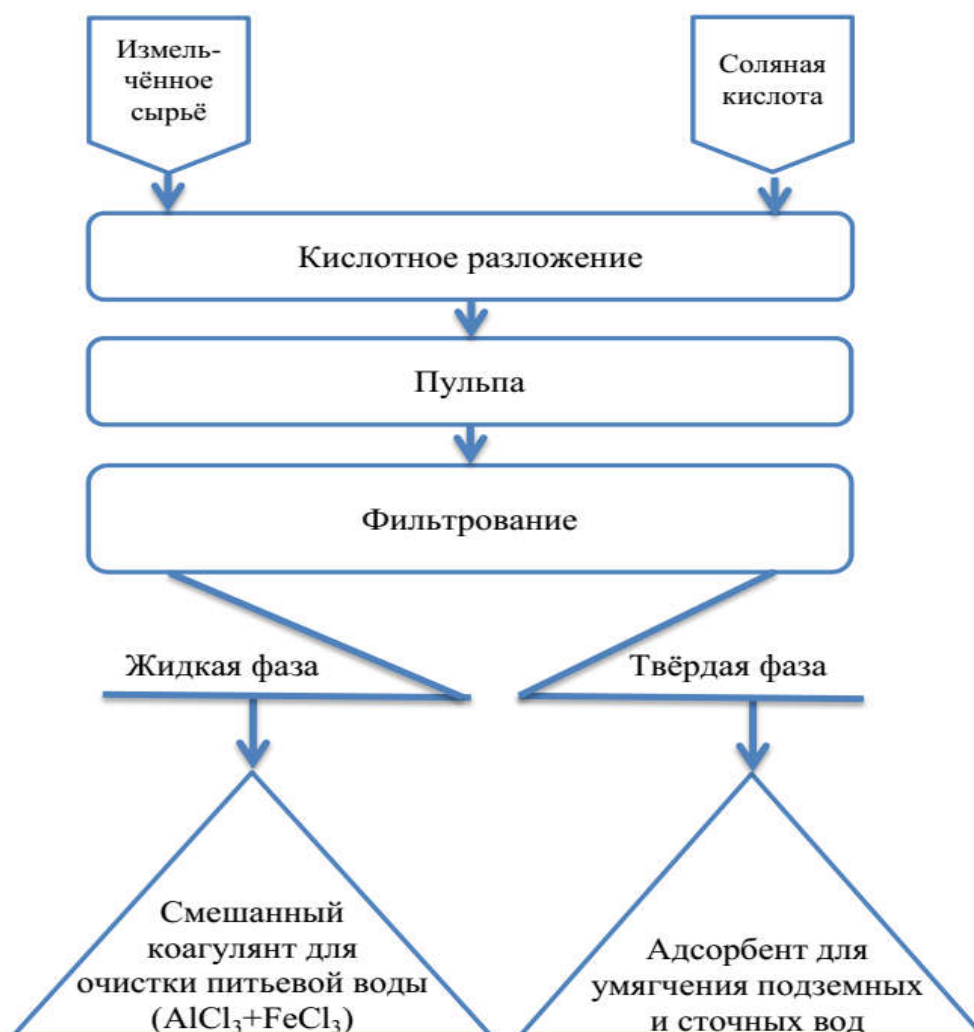 Измель-
чённое
сырьё
Соляная
кислота
Кислотное разложение
Пульпа
Фильтрование
Жидкая фаза
Твёрдая фаза
Смешанный
коагулянт для
очистки питьевой воды
(AlCl₃+FeCl₃)
Адсорбент для
умягчения подземных
и сточных вод